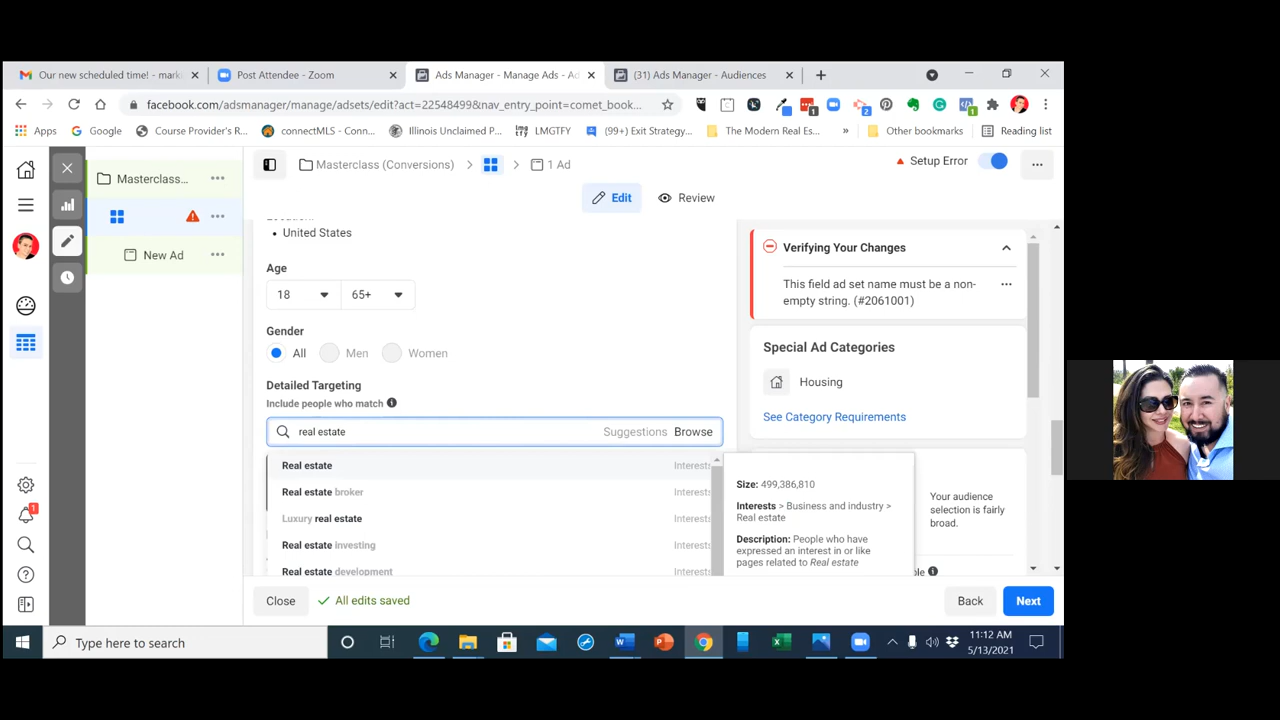 Our new scheduled time! - mark
Post Attendee - Zoom
Ads Manager - Manage Ads - Ad
(31) Ads Manager - Audiences
facebook.com/adsmanager/manage/adsets/edit?act=22548499&nav_entry_point=comet_book...
2
1
Apps
Google
Course Provider's R...
connectMLS - Conn...
Illinois Unclaimed P...
LMGTFY
(99+) Exit Strategy...
The Modern Real Es...
»
Other bookmarks
Reading list
Masterclass (Conversions)
1 Ad
Setup Error
Masterclass...
Edit
Review
New Ad
United States
Age
18
65+
Gender
All
Men
Women
Detailed Targeting
Include people who match
real estate
Suggestions
Browse
Real estate
Interests
Real estate broker
Interests
Luxury real estate
Interests
Real estate investing
Interests
Real estate development
Interests
Size: 499,386,810
Interests > Business and industry >
Real estate
Description: People who have
expressed an interest in or like
pages related to Real estate
Verifying Your Changes
This field ad set name must be a non-
empty string. (#2061001)
Special Ad Categories
Housing
See Category Requirements
Your audience
selection is fairly
broad.
1
Close
All edits saved
Back
Next
Type here to search
11:12 AM
5/13/2021